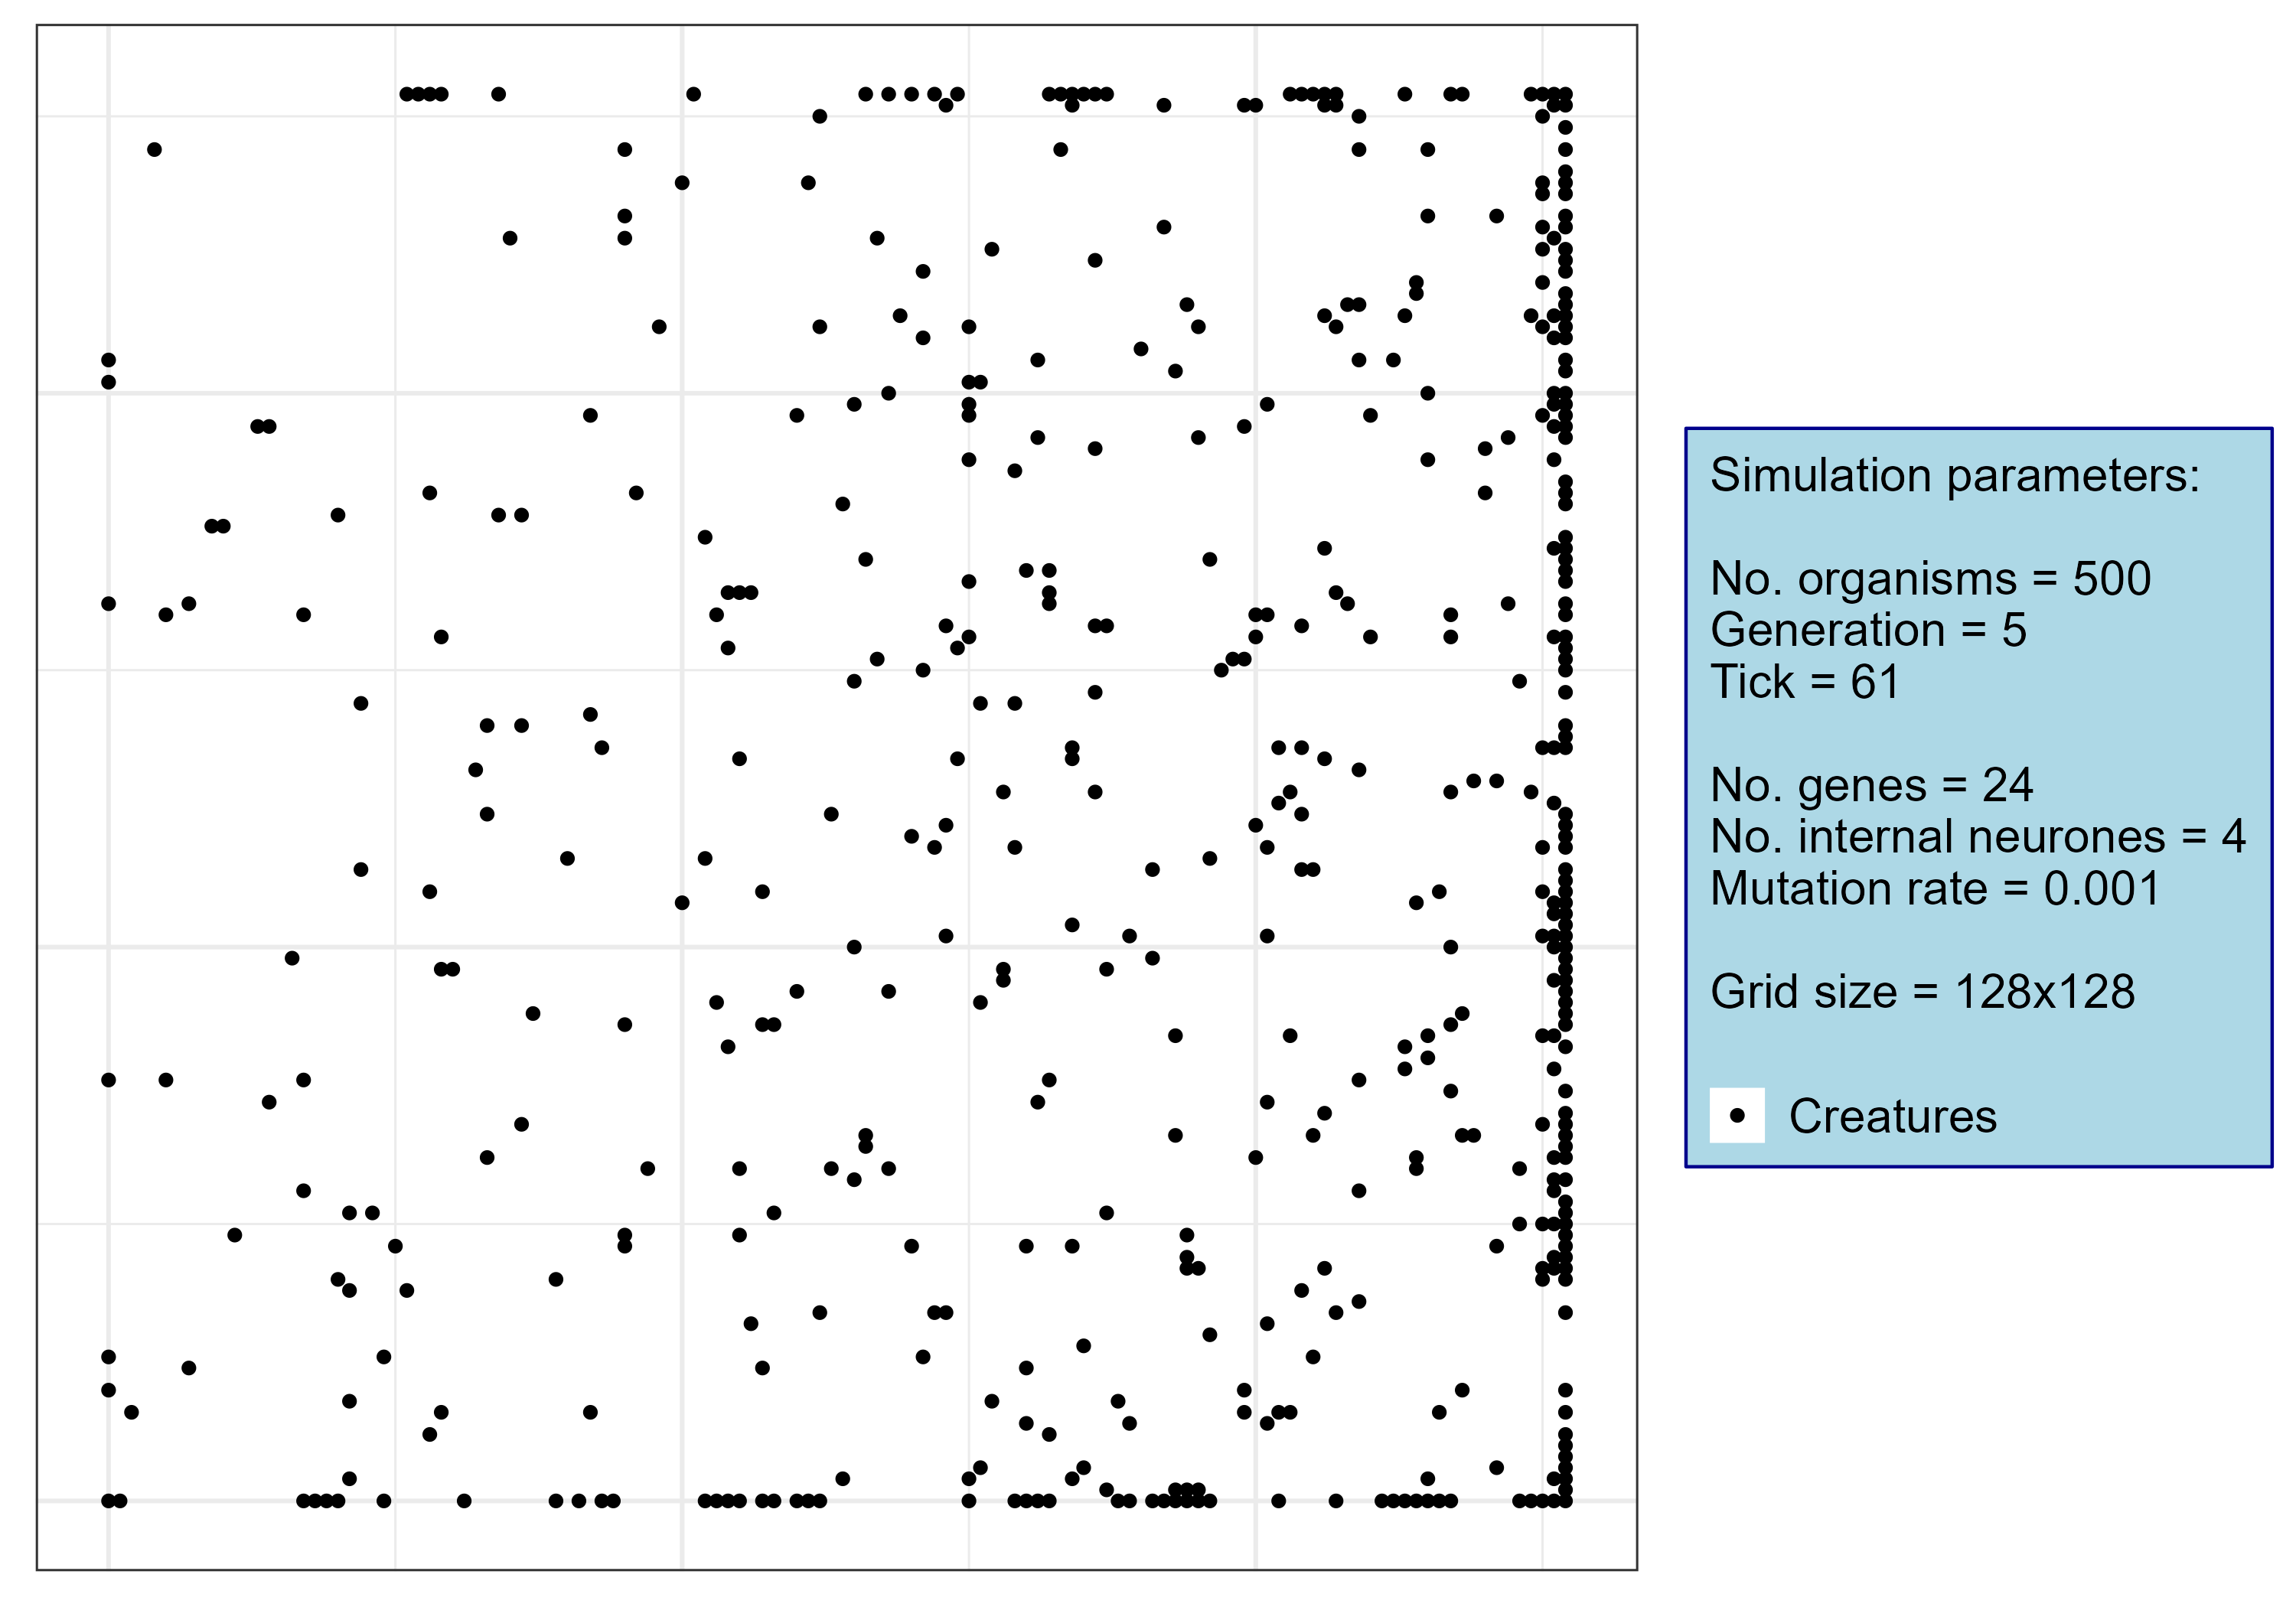 Simulation parameters:
No. organisms = 500
Generation = 5
Tick = 61
No. genes = 24
No. internal neurones = 4
Mutation rate = 0.001
Grid size = 128x128
Creatures